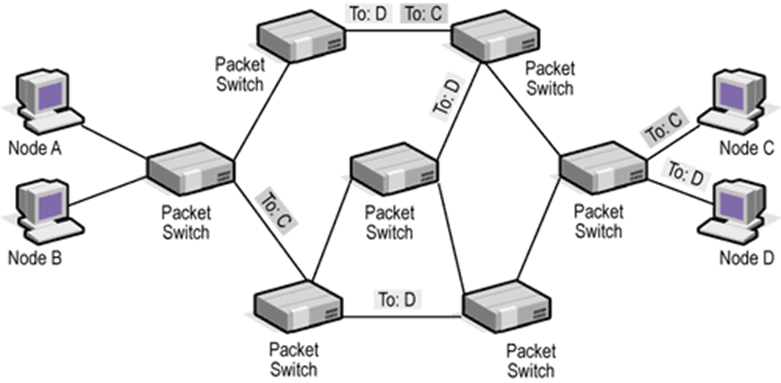 To: D To: C
Packet
Switch
Packet
Switch
To: D
Node A
To: C
Node C
Packet
Switch
Packet
Switch
To: D
Packet
Switch
Node B
To: C
Node D
To: D
Packet
Switch
Packet
Switch